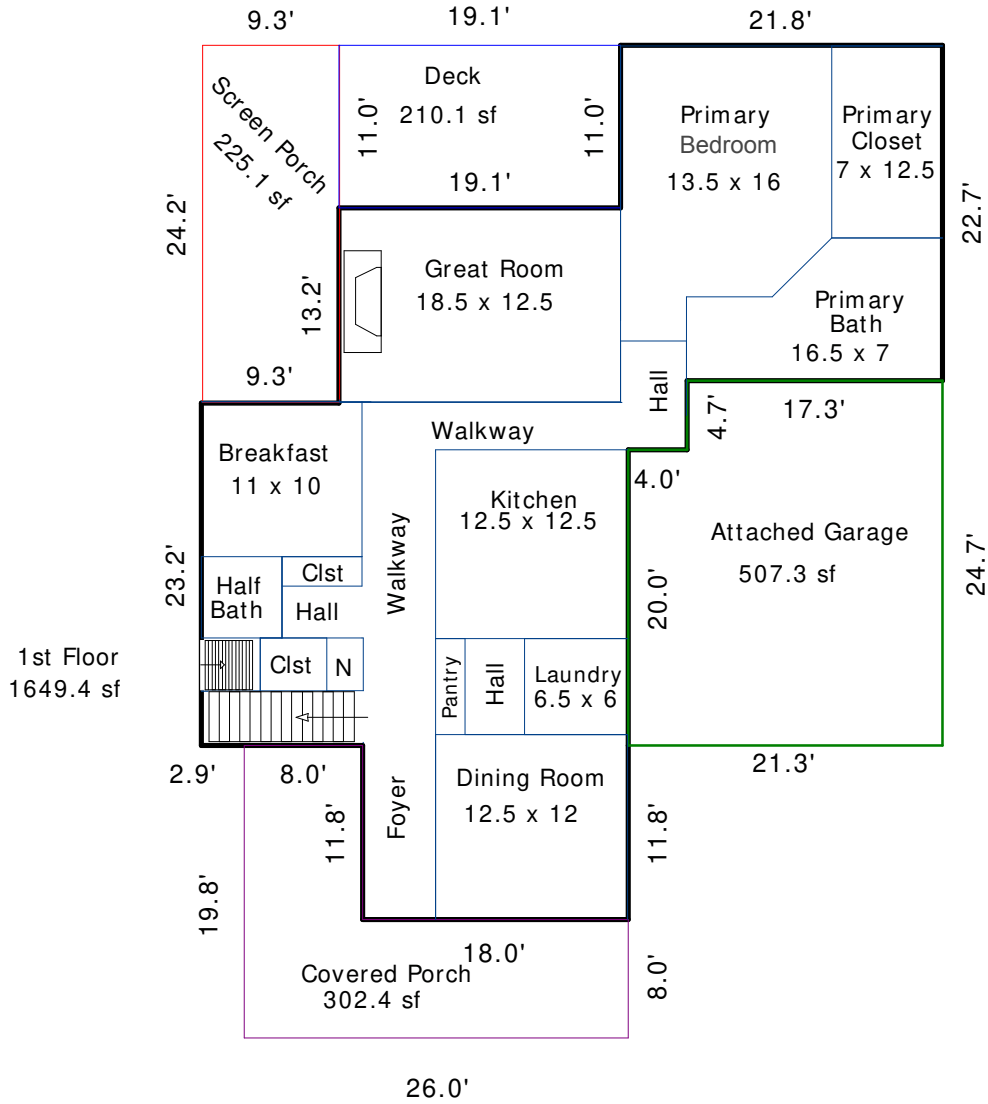 9.3'
19.1'
21.8'
Screen Porch
225.1 sf
Deck
210.1 sf
11.0'
11.0'
19.1'
Primary
Bedroom
13.5 x 16
Primary
Closet
7 x 12.5
24.2'
22.7'
13.2'
Great Room
18.5 x 12.5
Primary
Bath
16.5 x 7
9.3'
Hall
4.7'
17.3'
Walkway
4.0'
Breakfast
11 x 10
Kitchen
12.5 x 12.5
Walkway
Attached Garage
507.3 sf
23.2'
20.0'
24.7'
Half
Bath
Clst
Hall
1st Floor
1649.4 sf
Clst
N
Pantry
Hall
Laundry
6.5 x 6
2.9'
8.0'
21.3'
Dining Room
12.5 x 12
Foyer
11.8'
11.8'
19.8'
18.0'
Covered Porch
302.4 sf
8.0'
26.0'